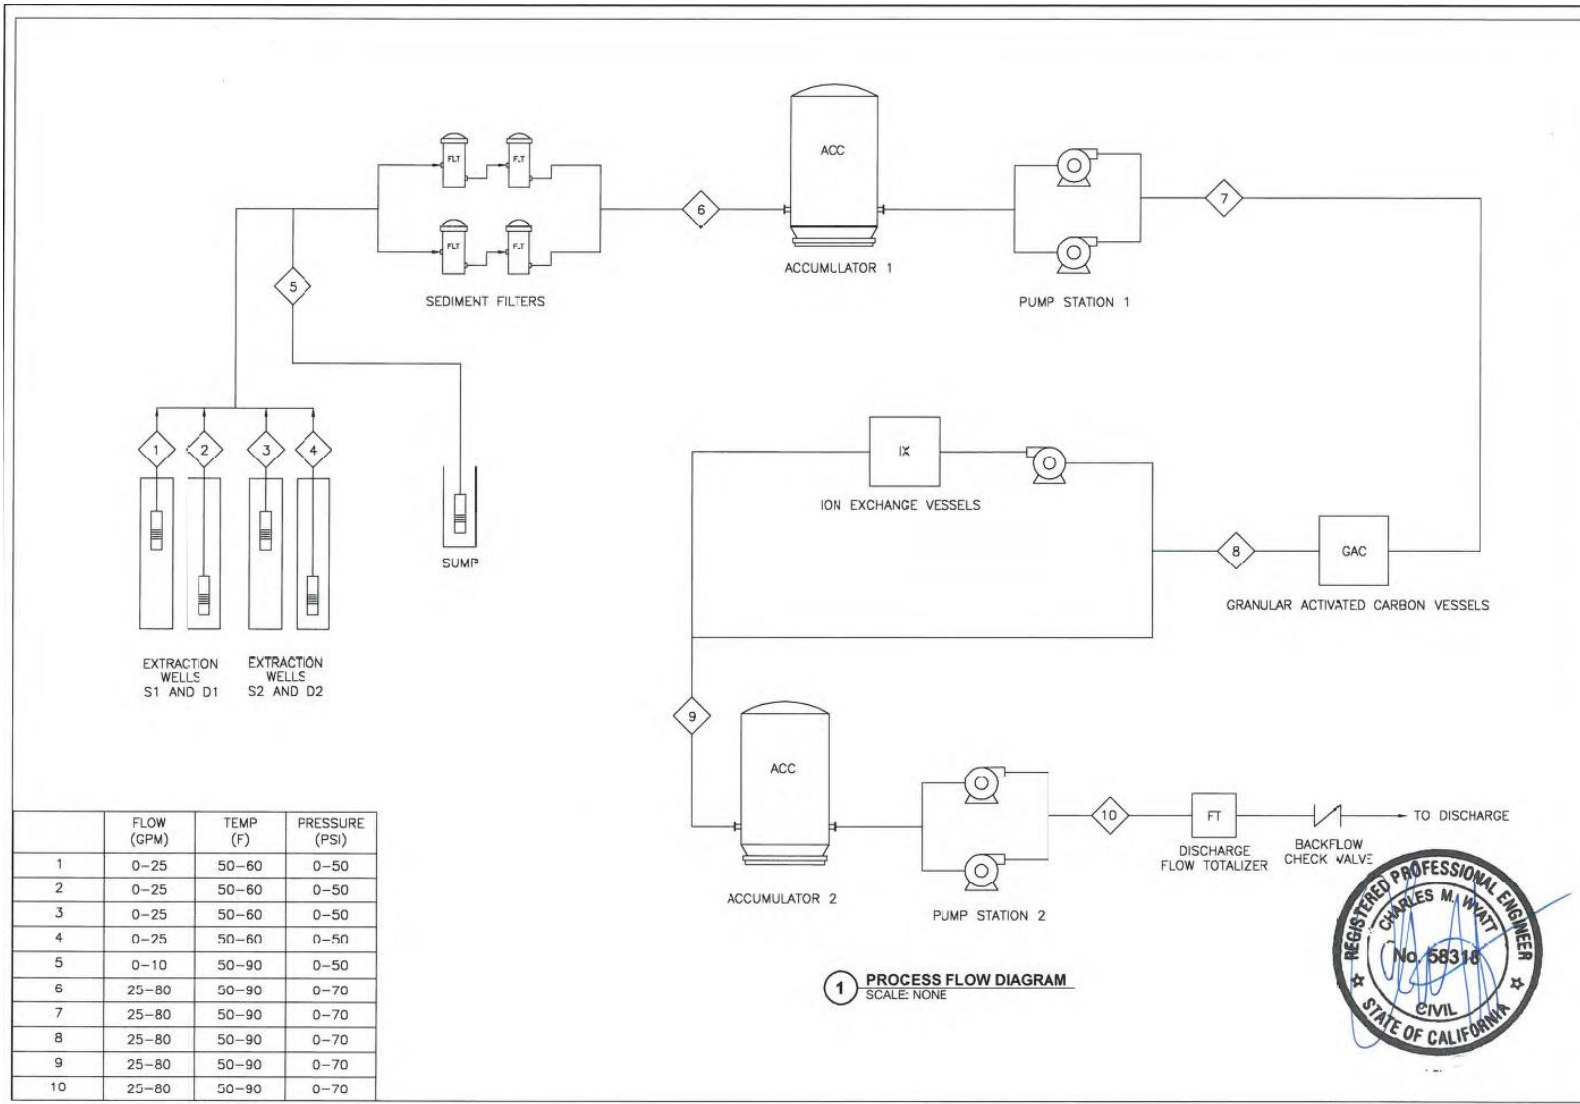 ACC
FLT FLT
6
7
FLT FLT
ACCUMULATOR 1
5
SEDIMENT FILTERS
PUMP STATION 1
1 2 3 4
IX
ION EXCHANGE VESSELS
8
GAC
SUMP
GRANULAR ACTIVATED CARBON VESSELS
EXTRACTION
WELLS
S1 AND D1
EXTRACTION
WELLS
S2 AND D2
9
ACC
10
FT
TO DISCHARGE
DISCHARGE
FLOW TOTALIZER
BACKFLOW
CHECK VALVE
ACCUMULATOR 2
PUMP STATION 2
FLOW (GPM) TEMP (F) PRESSURE (PSI)
1 0-25 50-60 0-50
2 0-25 50-60 0-50
3 0-25 50-60 0-50
4 0-25 50-60 0-50
5 0-10 50-90 0-50
6 25-80 50-90 0-70
7 25-80 50-90 0-70
8 25-80 50-90 0-70
9 25-80 50-90 0-70
10 25-80 50-90 0-70
1 PROCESS FLOW DIAGRAM
SCALE: NONE
REGISTERED PROFESSIONAL ENGINEER
CHARLES M. WYATT
No. 58318
CIVIL
STATE OF CALIFORNIA